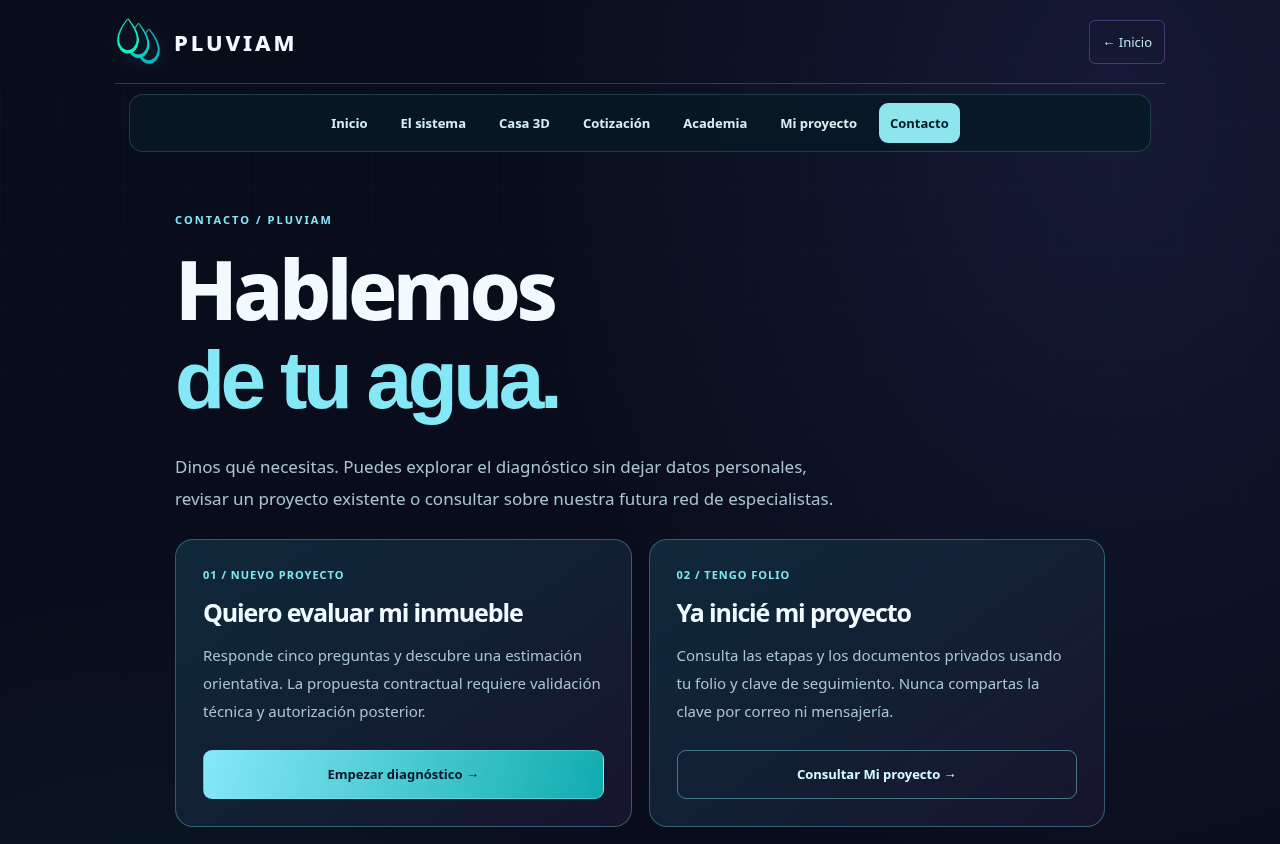 PLUVIAM
← Inicio
Inicio El sistema Casa 3D Cotización Academia Mi proyecto Contacto
CONTACTO / PLUVIAM
Hablemos
de tu agua.
Dinos qué necesitas. Puedes explorar el diagnóstico sin dejar datos personales,
revisar un proyecto existente o consultar sobre nuestra futura red de especialistas.
01 / NUEVO PROYECTO
Quiero evaluar mi inmueble
Responde cinco preguntas y descubre una estimación
orientativa. La propuesta contractual requiere validación
técnica y autorización posterior.
Empezar diagnóstico →
02 / TENGO FOLIO
Ya inicié mi proyecto
Consulta las etapas y los documentos privados usando
tu folio y clave de seguimiento. Nunca compartas la
clave por correo ni mensajería.
Consultar Mi proyecto →